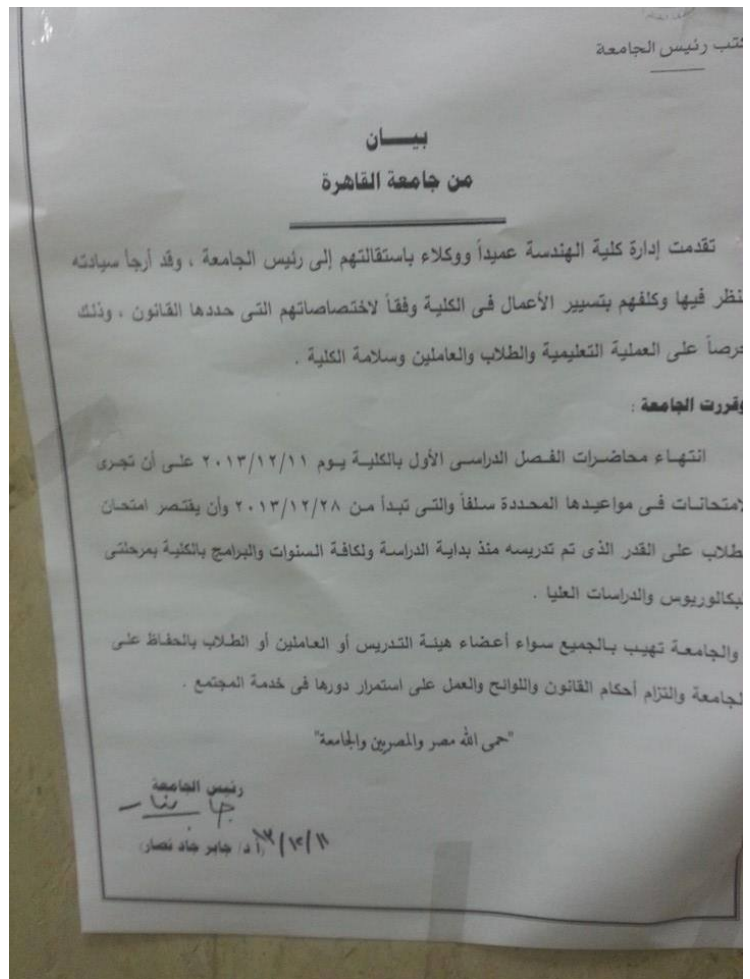 كتب رئيس الجامعة
بيـــان
من جامعة القاهرة
تقدمت إدارة كلية الهندسة عميداً ووكلاء باستقالتهم إلى رئيس الجامعة ، وقد أرجأ سيادته
لنظر فيها وكلفهم بتسيير الأعمال فى الكلية وفقاً لاختصاصاتهم التى حددها القانون ، وذلك
حرصاً على العملية التعليمية والطلاب والعاملين وسلامة الكلية .
وقررت الجامعة :
انتهاء محاضرات الفصل الدراسى الأول بالكلية يوم ٢٠١٣/١٢/١١ على أن تجرى
لامتحانات فى مواعيدها المحددة سلفاً والتى تبدأ من ٢٠١٣/١٢/٢٨ وأن يقتصر امتحان
لطلاب على القدر الذى تم تدريسه منذ بداية الدراسة ولكافة السنوات والبرامج بالكلية بمرحلتى
لبكالوريوس والدراسات العليا .
والجامعة تهيب بالجميع سواء أعضاء هيئة التدريس أو العاملين أو الطلاب بالحفاظ على
لجامعة والتزام أحكام القانون واللوائح والعمل على استمرار دورها فى خدمة المجتمع .
"حمى الله مصر والمصريين والجامعة"
رئيس الجامعة
(أ د/ جابر جاد نصار)